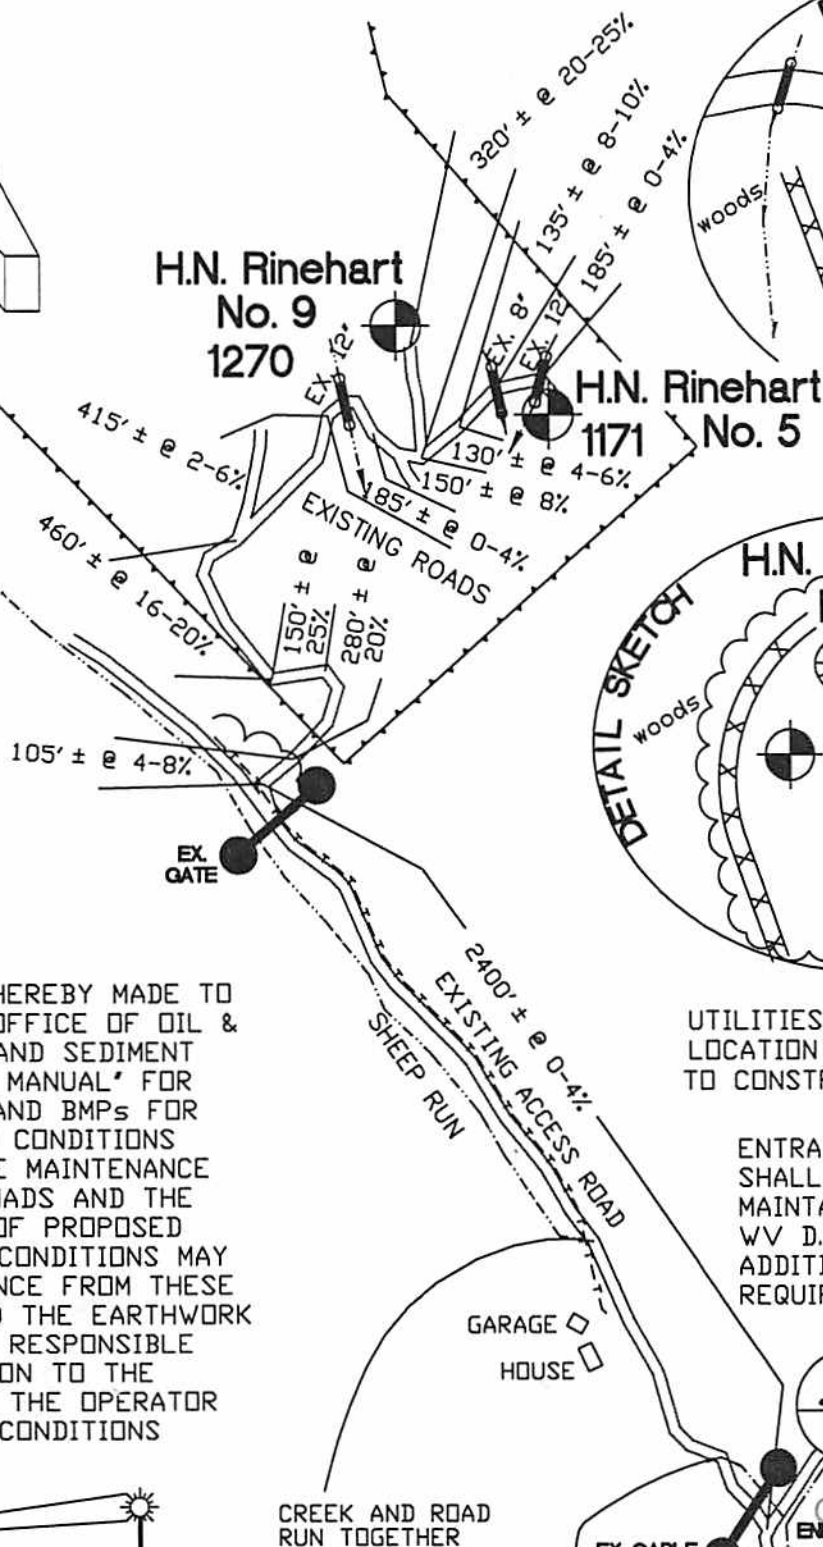 320' ± @ 20-25%
135' ± @ 8-10%
185' ± @ 0-4%
woods
H.N. Rinehart
No. 9
1270
EX. 12"
EX. 8"
EX. 12"
H.N. Rinehart
No. 5
1171
415' ± @ 2-6%
130' ± @ 4-6%
150' ± @ 8%
185' ± @ 0-4%
EXISTING ROADS
460' ± @ 16-20%
150' ± @
25%
280' ± @
20%
H.N.
DETAIL SKETCH
woods
105' ± @ 4-8%
EX.
GATE
2400' ± @ 0-4%
EXISTING ACCESS ROAD
SHEEP RUN
HEREBY MADE TO
OFFICE OF OIL &
AND SEDIMENT
MANUAL' FOR
AND BMPs FOR
CONDITIONS
MAINTENANCE
ROADS AND THE
OF PROPOSED
CONDITIONS MAY
FROM THESE
THE EARTHWORK
RESPONSIBLE
TO THE
THE OPERATOR
CONDITIONS
UTILITIES
LOCATION
TO CONSTR
ENTRA
SHALL
MAINTA
WV D.
ADDITI
REQUIR
GARAGE
HOUSE
CREEK AND ROAD
RUN TOGETHER
EX. CABLE
EN